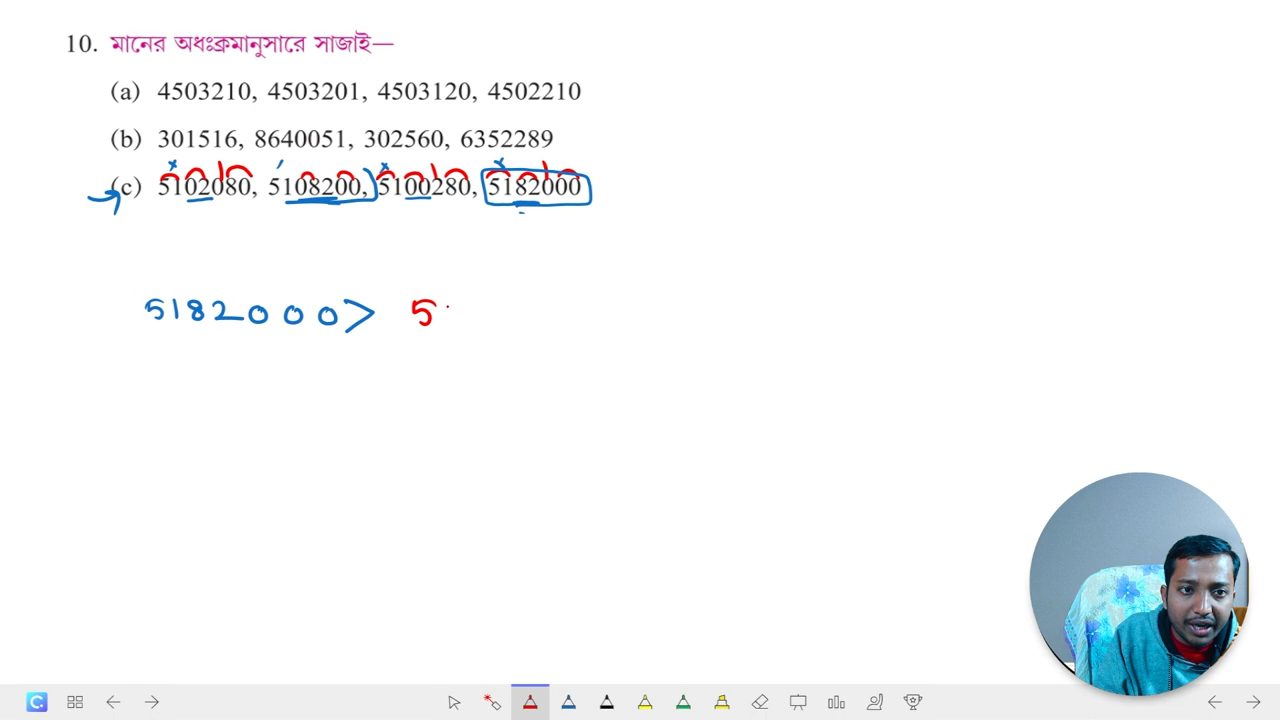 10. মানের অধঃক্রমানুসারে সাজাই—
(a) 4503210, 4503201, 4503120, 4502210
(b) 301516, 8640051, 302560, 6352289
(c) 5102080, 5108200, 5100280, 5182000
5182000> 5